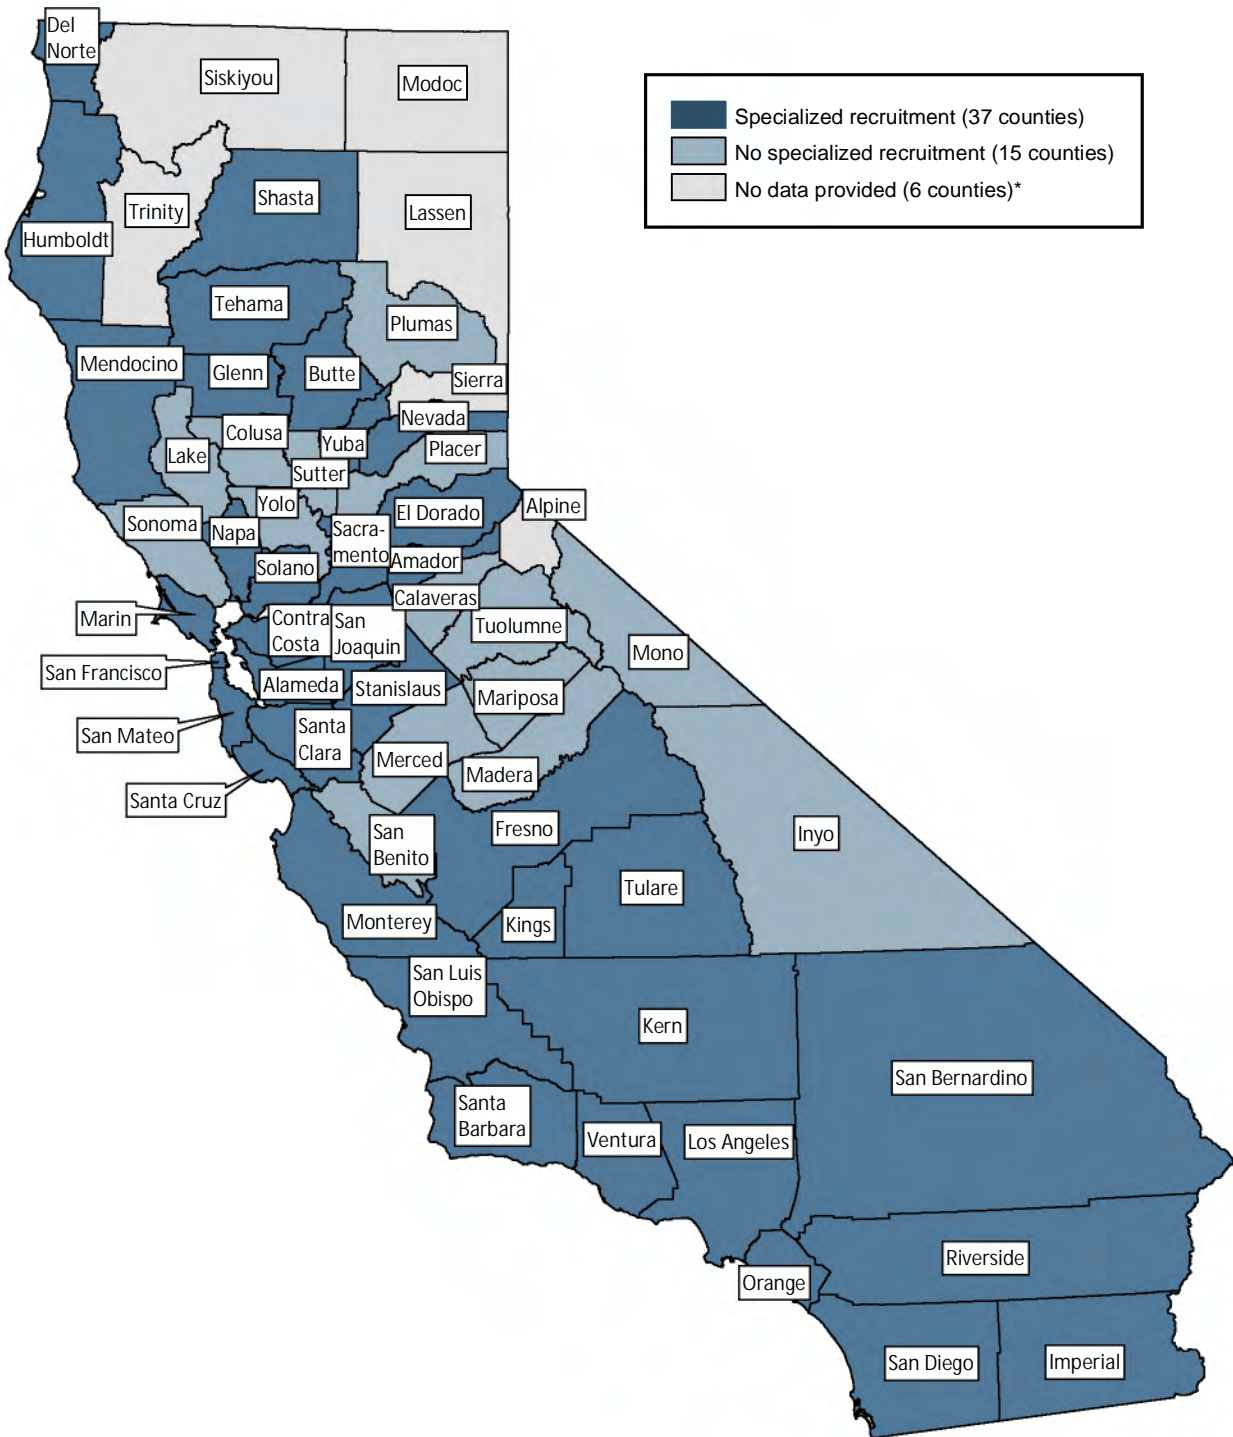 Del
Norte
Siskiyou
Modoc
Specialized recruitment (37 counties)
No specialized recruitment (15 counties)
No data provided (6 counties)*
Trinity
Shasta
Lassen
Humboldt
Tehama
Plumas
Mendocino
Glenn
Butte
Sierra
Nevada
Colusa
Yuba
Placer
Lake
Sutter
Yolo
Alpine
El Dorado
Sonoma
Napa
Sacra-
mento
Amador
Solano
Calaveras
Marin
Contra
Costa
San
Joaquin
Tuolumne
Mono
San Francisco
Alameda
Stanislaus
Mariposa
San Mateo
Santa
Clara
Merced
Madera
Santa Cruz
San
Benito
Fresno
Inyo
Tulare
Monterey
Kings
San Luis
Obispo
Kern
San Bernardino
Santa
Barbara
Ventura
Los Angeles
Riverside
Orange
San Diego
Imperial